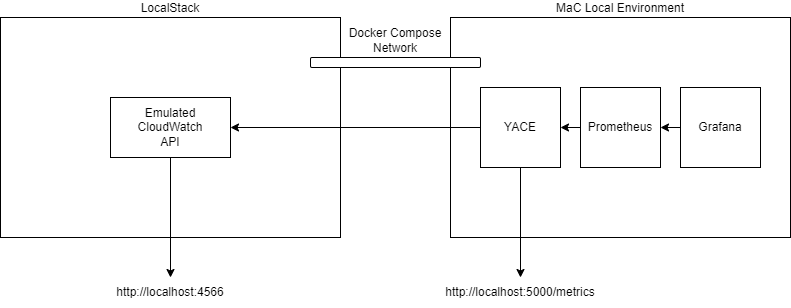 LocalStack
MaC Local Environment
Docker Compose
Network
Emulated
CloudWatch
API
YACE
Prometheus
Grafana
http://localhost:4566
http://localhost:5000/metrics